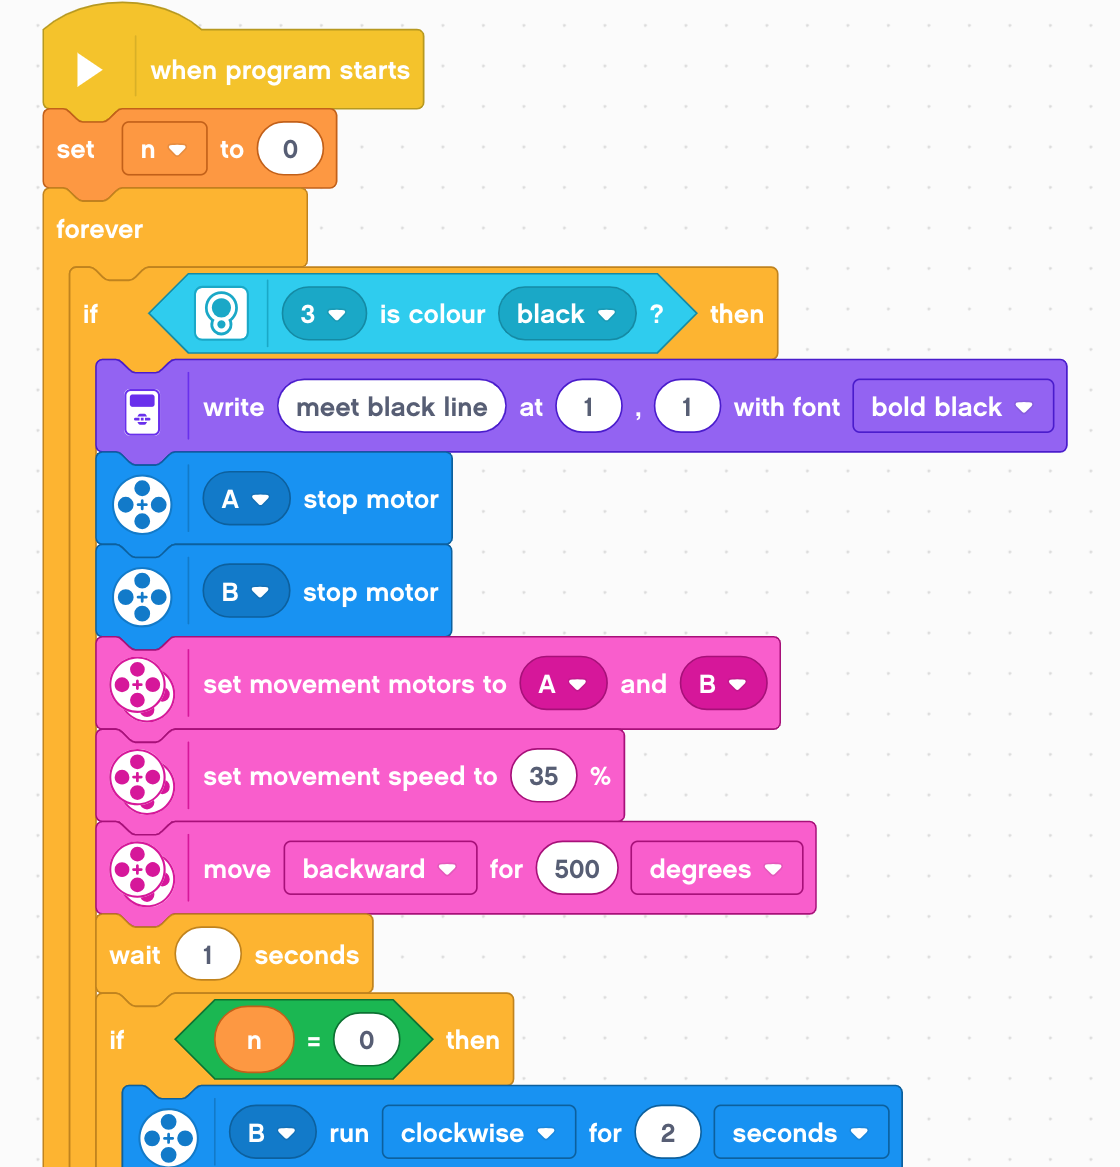 when program starts
set n to 0
forever
if 3 is colour black ? then
write meet black line at 1 , 1 with font bold black
A stop motor
B stop motor
set movement motors to A and B
set movement speed to 35 %
move backward for 500 degrees
wait 1 seconds
if n = 0 then
B run clockwise for 2 seconds